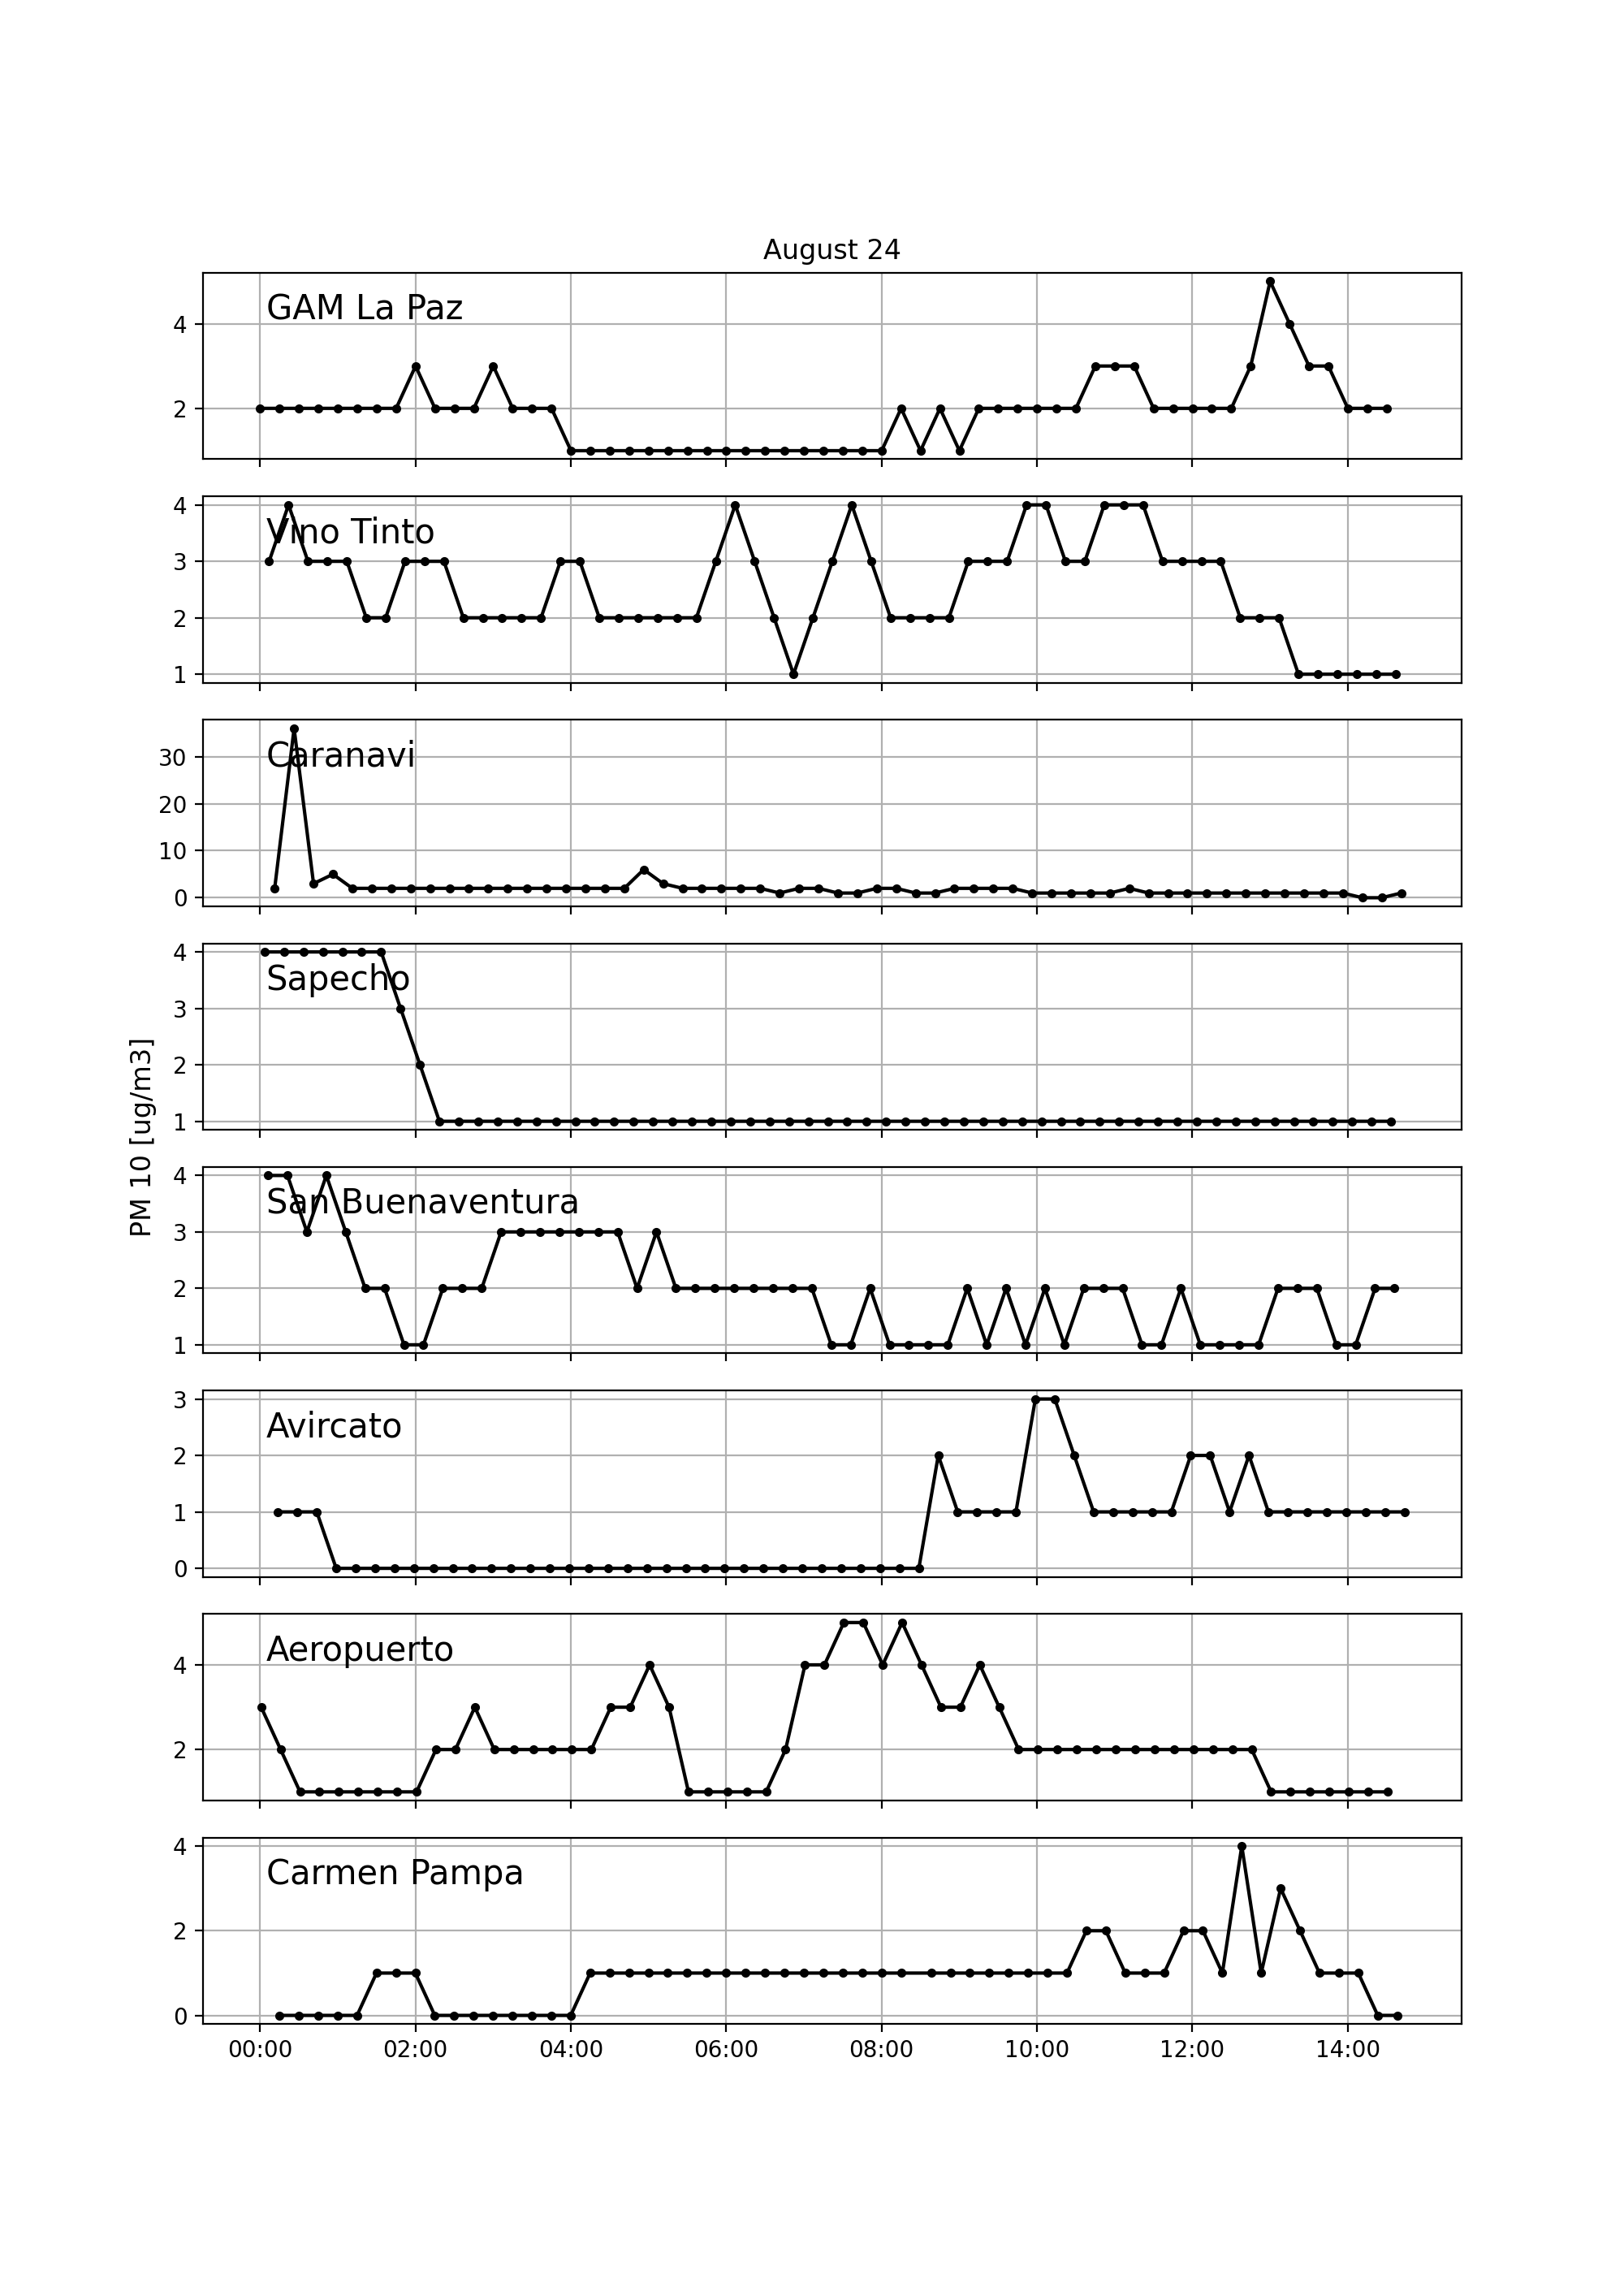 August 24
GAM La Paz
4
2
Vino Tinto
4
3
2
1
Caranavi
30
20
10
0
Sapecho
4
3
2
1
PM 10 [ug/m3]
San Buenaventura
4
3
2
1
Avircato
3
2
1
0
Aeropuerto
4
2
Carmen Pampa
4
2
0
00:00 02:00 04:00 06:00 08:00 10:00 12:00 14:00